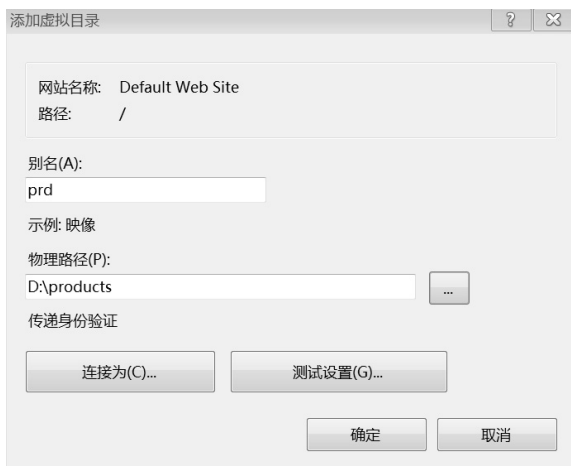 添加虚拟目录
网站名称: Default Web Site
路径: /
别名(A):
prd
示例: 映像
物理路径(P):
D:\products
...
传递身份验证
连接为(C)... 测试设置(G)...
确定 取消